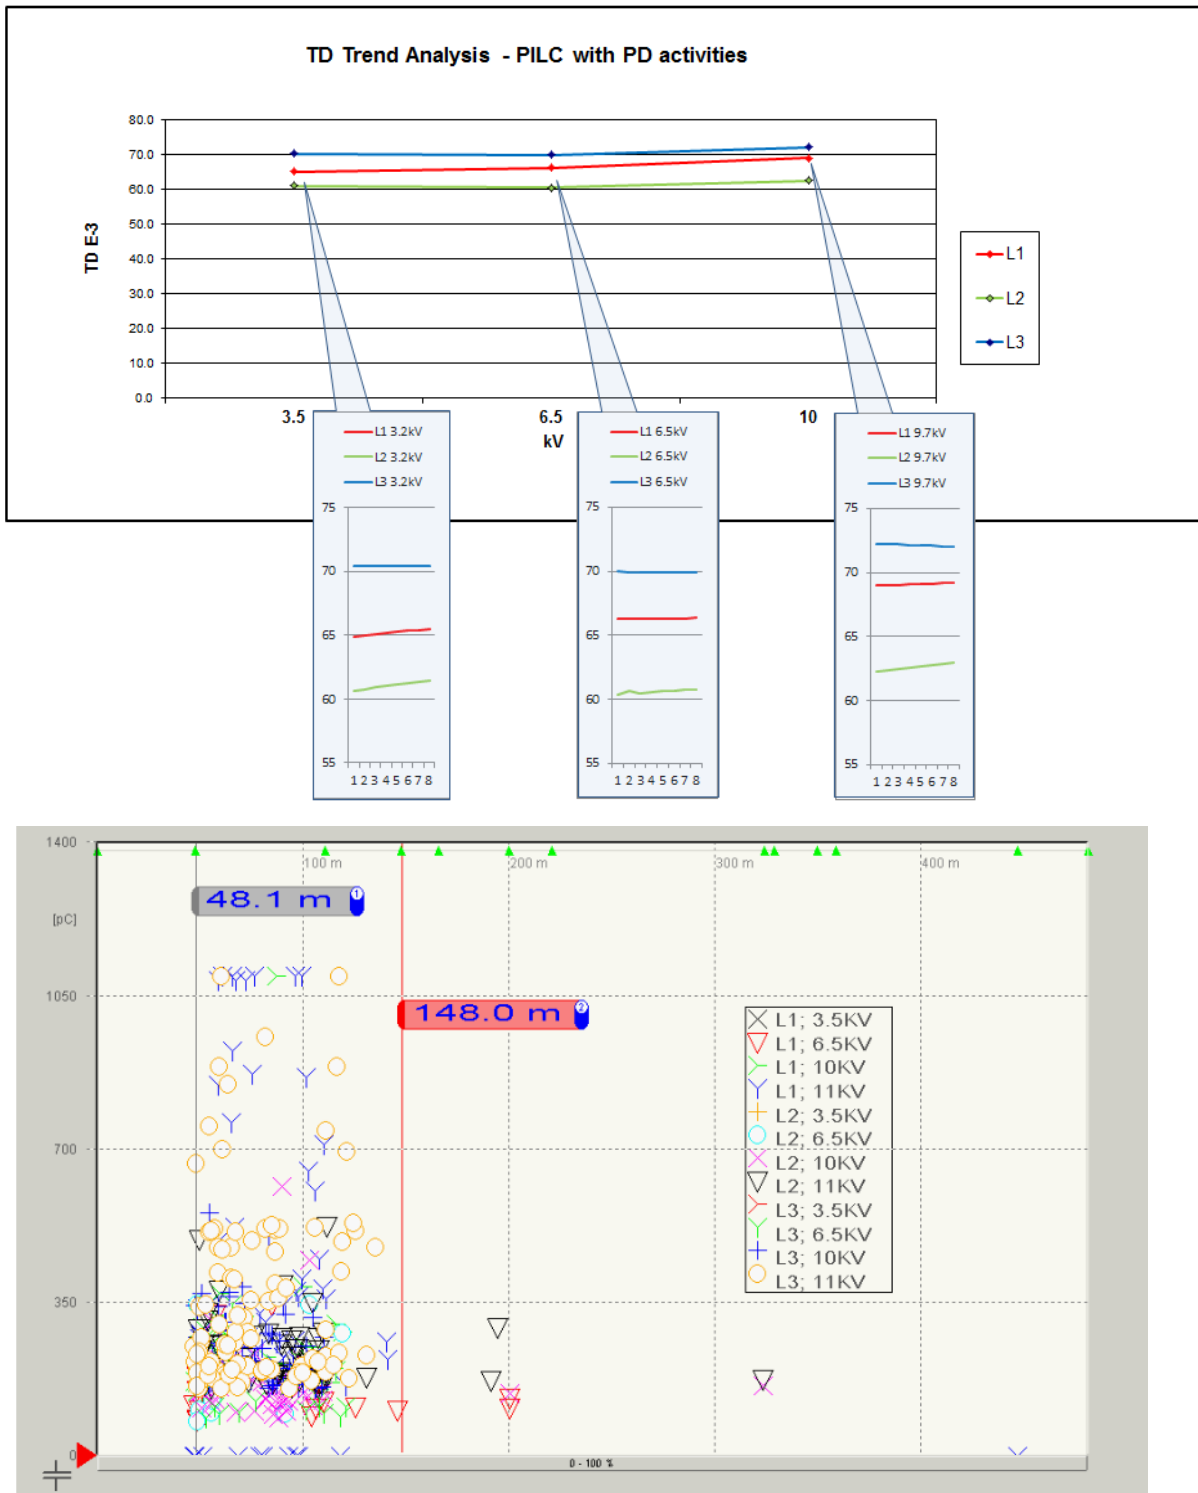 TD Trend Analysis - PILC with PD activities
80.0
70.0
60.0
50.0
40.0
30.0
20.0
10.0
0.0
TD E-3
3.5
6.5
10
kV
L1
L2
L3
L1 3.2kV
L2 3.2kV
L3 3.2kV
75
70
65
60
55
1 2 3 4 5 6 7 8
L1 6.5kV
L2 6.5kV
L3 6.5kV
75
70
65
60
55
1 2 3 4 5 6 7 8
L1 9.7kV
L2 9.7kV
L3 9.7kV
75
70
65
60
55
1 2 3 4 5 6 7 8
1400
[pC]
1050
700
350
0
100 m
200 m
300 m
400 m
48.1 m
1
148.0 m
2
L1; 3.5KV
L1; 6.5KV
L1; 10KV
L1; 11KV
L2; 3.5KV
L2; 6.5KV
L2; 10KV
L2; 11KV
L3; 3.5KV
L3; 6.5KV
L3; 10KV
L3; 11KV
0 - 100 %